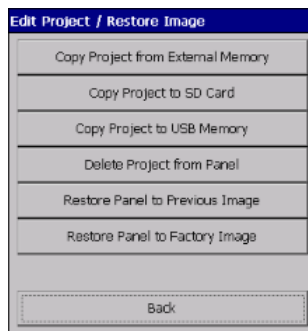 Edit Project / Restore Image
Copy Project from External Memory
Copy Project to SD Card
Copy Project to USB Memory
Delete Project from Panel
Restore Panel to Previous Image
Restore Panel to Factory Image
Back